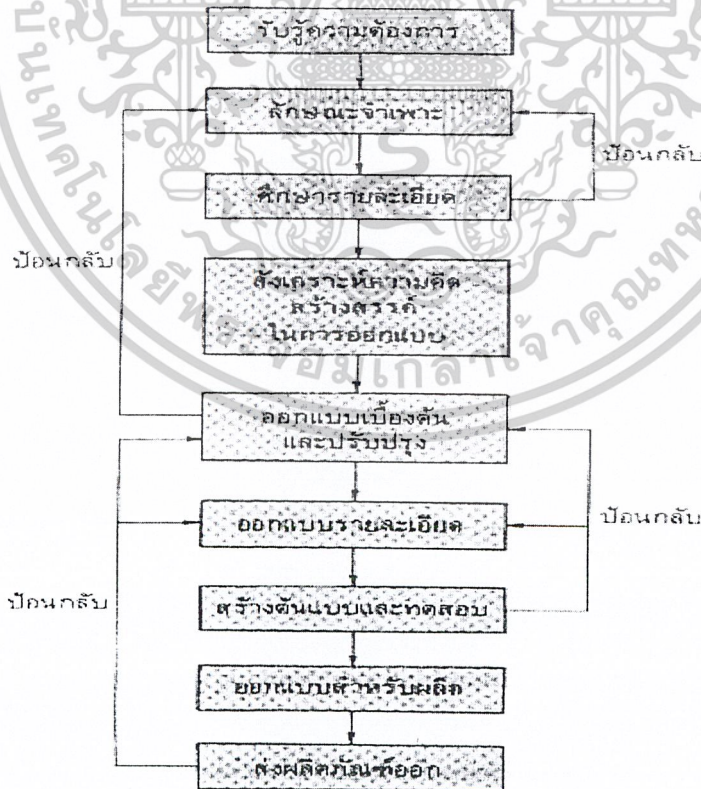 รับรู้ความต้องการ
ลักษณะจำเพาะ
ป้อนกลับ
ศึกษารายละเอียด
ป้อนกลับ
สังเคราะห์ความคิด
สร้างสรรค์
ในการออกแบบ
ออกแบบเบื้องต้น
และปรับปรุง
ออกแบบรายละเอียด
ป้อนกลับ
ป้อนกลับ
สร้างต้นแบบและทดสอบ
ออกแบบสำหรับผลิต
ส่งผลิตภัณฑ์ออก